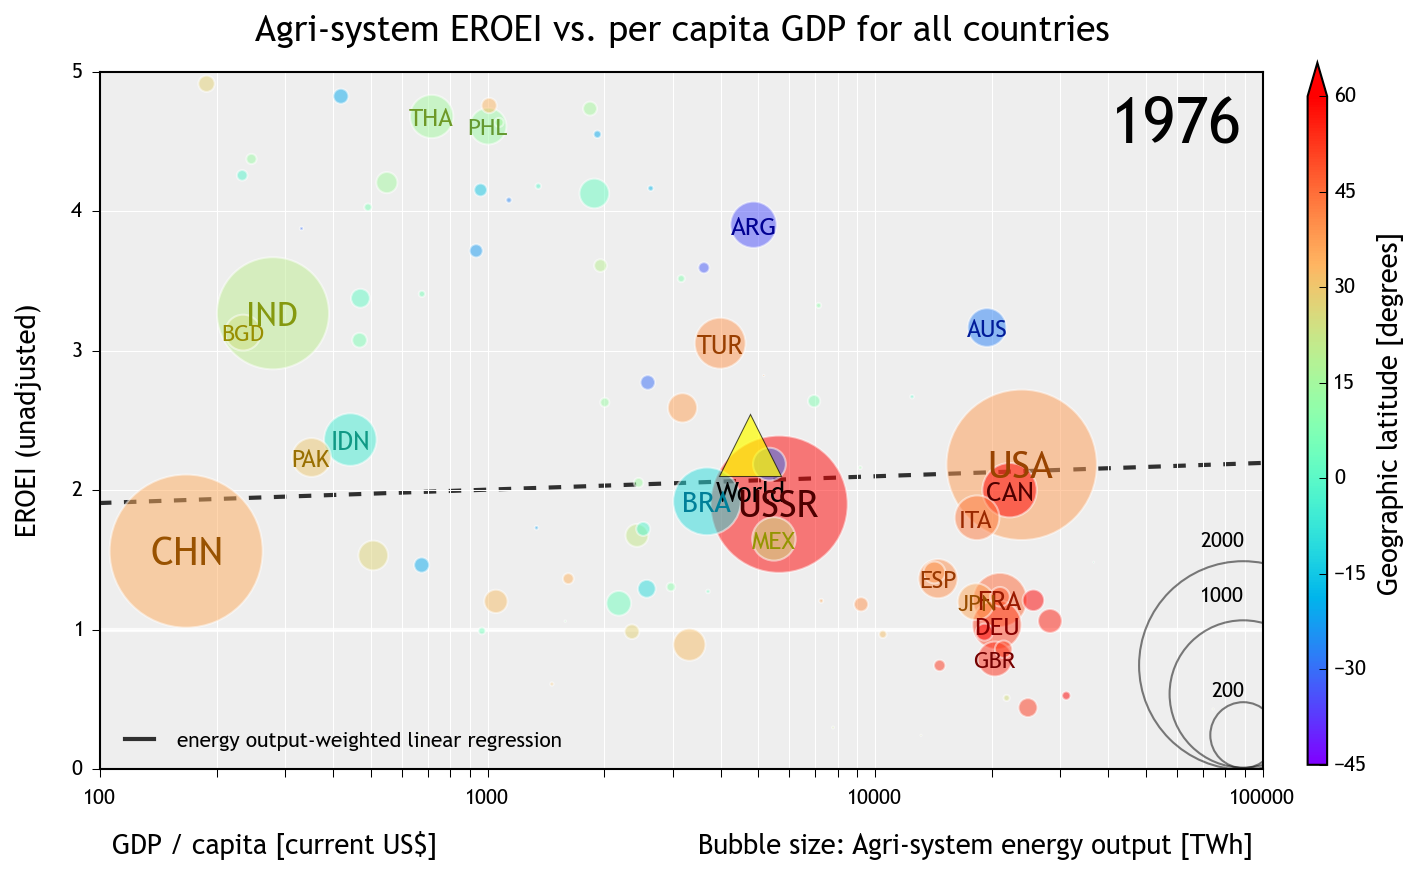 Agri-system EROEI vs. per capita GDP for all countries
1976
EROEI (unadjusted)
5
4
3
2
1
0
THA
PHL
ARG
IND
BGD
TUR
AUS
IDN
PAK
USA
CAN
World
BRA
USSR
CHN
MEX
ITA
ESP
JPN
FRA
DEU
GBR
2000
1000
200
energy output-weighted linear regression
100
1000
10000
100000
GDP / capita [current US$]
Bubble size: Agri-system energy output [TWh]
60
45
30
15
0
−15
−30
−45
Geographic latitude [degrees]